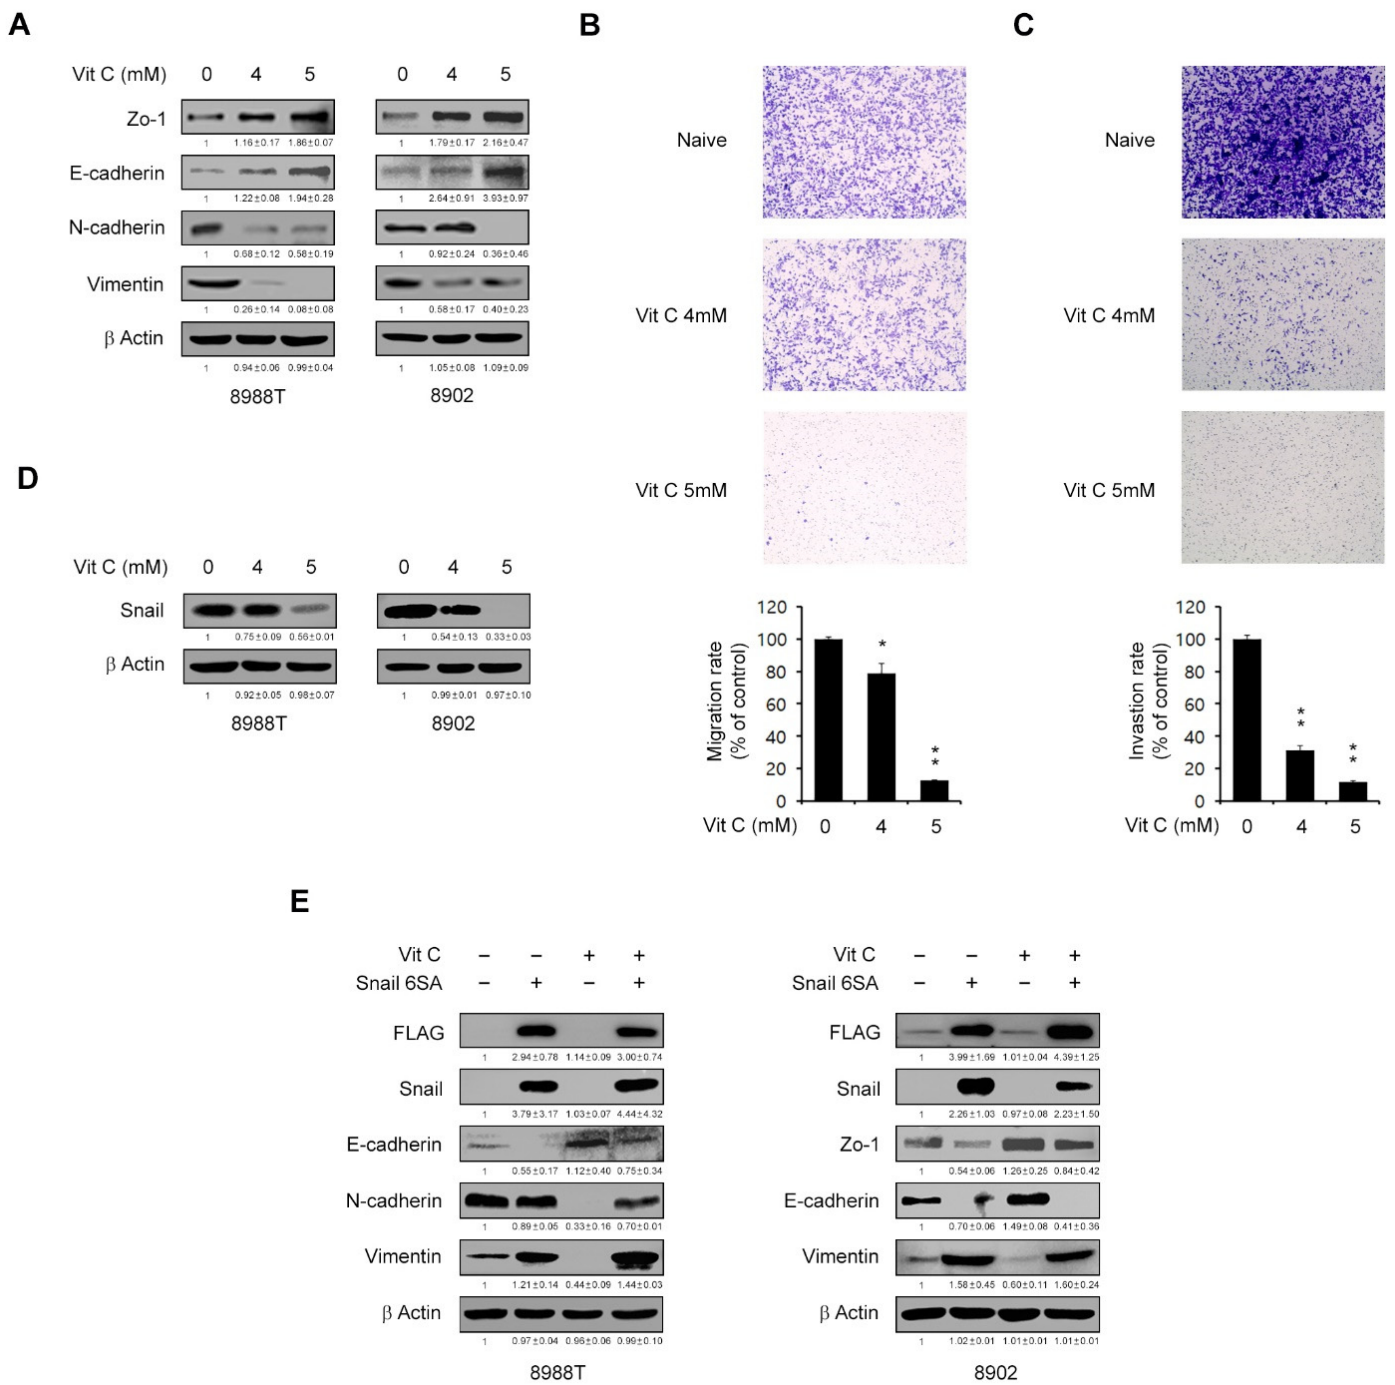 A
Vit C (mM) 0 4 5 0 4 5
Zo-1
1 1.16±0.17 1.86±0.07 1 1.79±0.17 2.16±0.47
E-cadherin
1 1.22±0.08 1.94±0.28 1 2.64±0.91 3.93±0.97
N-cadherin
1 0.68±0.12 0.58±0.19 1 0.92±0.24 0.36±0.46
Vimentin
1 0.26±0.14 0.08±0.08 1 0.58±0.17 0.40±0.23
β Actin
1 0.94±0.06 0.99±0.04 1 1.05±0.08 1.09±0.09
8988T 8902
B
Naive
Vit C 4mM
Vit C 5mM
Migration rate
(% of control)
120
100
80
60
40
20
0
*
*
*
Vit C (mM) 0 4 5
C
Naive
Vit C 4mM
Vit C 5mM
Invastion rate
(% of control)
120
100
80
60
40
20
0
*
*
*
*
Vit C (mM) 0 4 5
D
Vit C (mM) 0 4 5 0 4 5
Snail
1 0.75±0.09 0.56±0.01 1 0.54±0.13 0.33±0.03
β Actin
1 0.92±0.05 0.98±0.07 1 0.99±0.01 0.97±0.10
8988T 8902
E
Vit C – – + +
Snail 6SA – + – +
FLAG
1 2.94±0.78 1.14±0.09 3.00±0.74
Snail
1 3.79±3.17 1.03±0.07 4.44±4.32
E-cadherin
1 0.55±0.17 1.12±0.40 0.75±0.34
N-cadherin
1 0.89±0.05 0.33±0.16 0.70±0.01
Vimentin
1 1.21±0.14 0.44±0.09 1.44±0.03
β Actin
1 0.97±0.04 0.96±0.06 0.99±0.10
8988T
Vit C – – + +
Snail 6SA – + – +
FLAG
1 3.99±1.69 1.01±0.04 4.39±1.25
Snail
1 2.26±1.03 0.97±0.08 2.23±1.50
Zo-1
1 0.54±0.06 1.26±0.25 0.84±0.42
E-cadherin
1 0.70±0.06 1.49±0.08 0.41±0.36
Vimentin
1 1.58±0.45 0.60±0.11 1.60±0.24
β Actin
1 1.02±0.01 1.01±0.01 1.01±0.01
8902